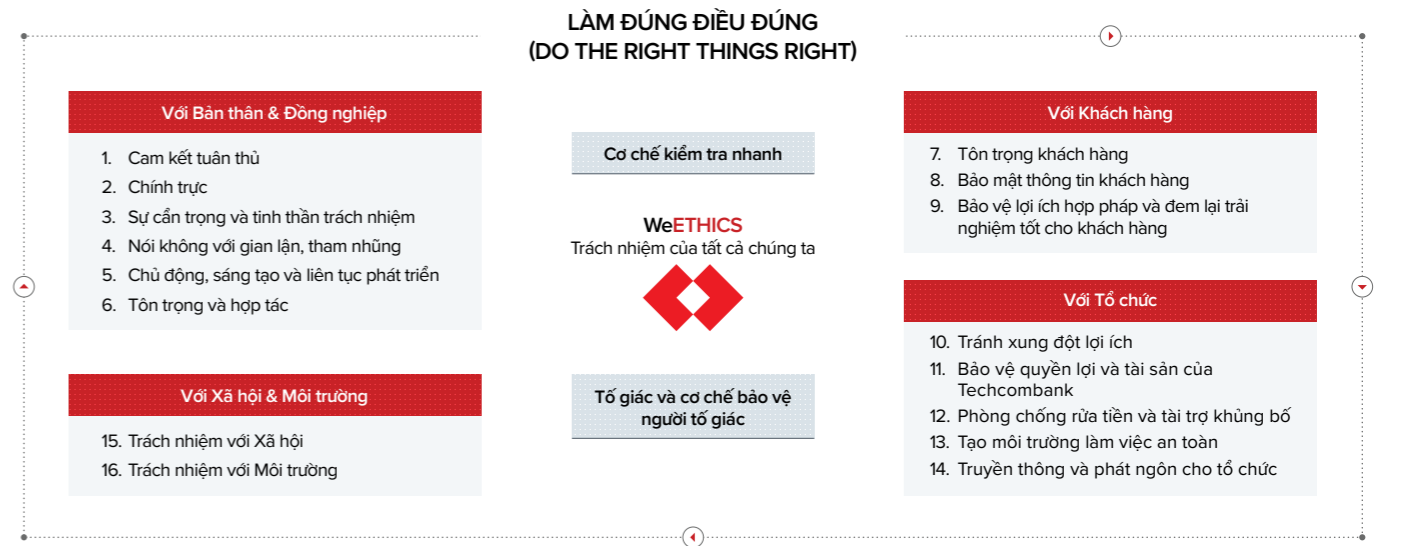 LÀM ĐÚNG ĐIỀU ĐÚNG
(DO THE RIGHT THINGS RIGHT)
Với Bản thân & Đồng nghiệp
1. Cam kết tuân thủ
2. Chính trực
3. Sự cẩn trọng và tinh thần trách nhiệm
4. Nói không với gian lận, tham nhũng
5. Chủ động, sáng tạo và liên tục phát triển
6. Tôn trọng và hợp tác
Cơ chế kiểm tra nhanh
WeETHICS
Trách nhiệm của tất cả chúng ta
Tố giác và cơ chế bảo vệ
người tố giác
Với Khách hàng
7. Tôn trọng khách hàng
8. Bảo mật thông tin khách hàng
9. Bảo vệ lợi ích hợp pháp và đem lại trải
nghiệm tốt cho khách hàng
Với Tổ chức
10. Tránh xung đột lợi ích
11. Bảo vệ quyền lợi và tài sản của
Techcombank
12. Phòng chống rửa tiền và tài trợ khủng bố
13. Tạo môi trường làm việc an toàn
14. Truyền thông và phát ngôn cho tổ chức
Với Xã hội & Môi trường
15. Trách nhiệm với Xã hội
16. Trách nhiệm với Môi trường